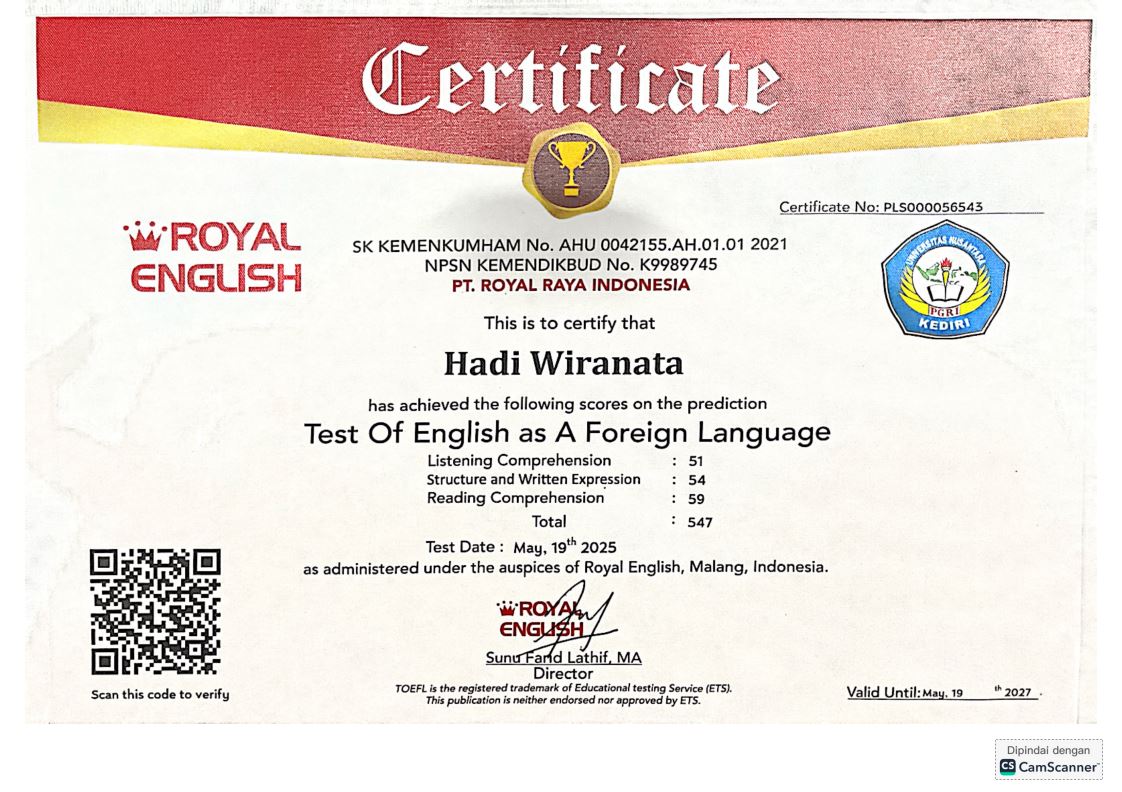 Certificate
Certificate No: PLS000056543
ROYAL
ENGLISH
SK KEMENKUMHAM No. AHU 0042155.AH.01.01 2021
NPSN KEMENDIKBUD No. K9989745
PT. ROYAL RAYA INDONESIA
UNIVERSITAS NUSANTARA
PGRI
KEDIRI
This is to certify that
Hadi Wiranata
has achieved the following scores on the prediction
Test Of English as A Foreign Language
Listening Comprehension : 51
Structure and Written Expression : 54
Reading Comprehension : 59
Total : 547
Test Date : May, 19th 2025
as administered under the auspices of Royal English, Malang, Indonesia.
ROYAL
ENGLISH
Sunu Farid Lathif, MA
Director
TOEFL is the registered trademark of Educational testing Service (ETS).
This publication is neither endorsed nor approved by ETS.
Scan this code to verify
Valid Until: May, 19 th 2027 .
Dipindai dengan
CS CamScanner